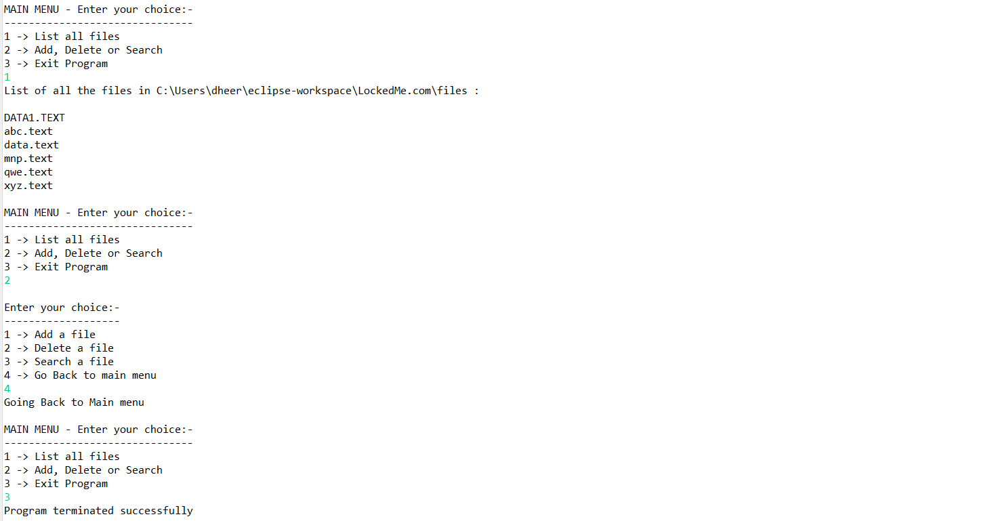 MAIN MENU - Enter your choice:-
-------------------------------
1 -> List all files
2 -> Add, Delete or Search
3 -> Exit Program
1
List of all the files in C:\Users\dheer\eclipse-workspace\LockedMe.com\files :
DATA1.TEXT
abc.text
data.text
mnp.text
qwe.text
xyz.text
MAIN MENU - Enter your choice:-
-------------------------------
1 -> List all files
2 -> Add, Delete or Search
3 -> Exit Program
2
Enter your choice:-
-------------------
1 -> Add a file
2 -> Delete a file
3 -> Search a file
4 -> Go Back to main menu
4
Going Back to Main menu
MAIN MENU - Enter your choice:-
-------------------------------
1 -> List all files
2 -> Add, Delete or Search
3 -> Exit Program
3
Program terminated successfully